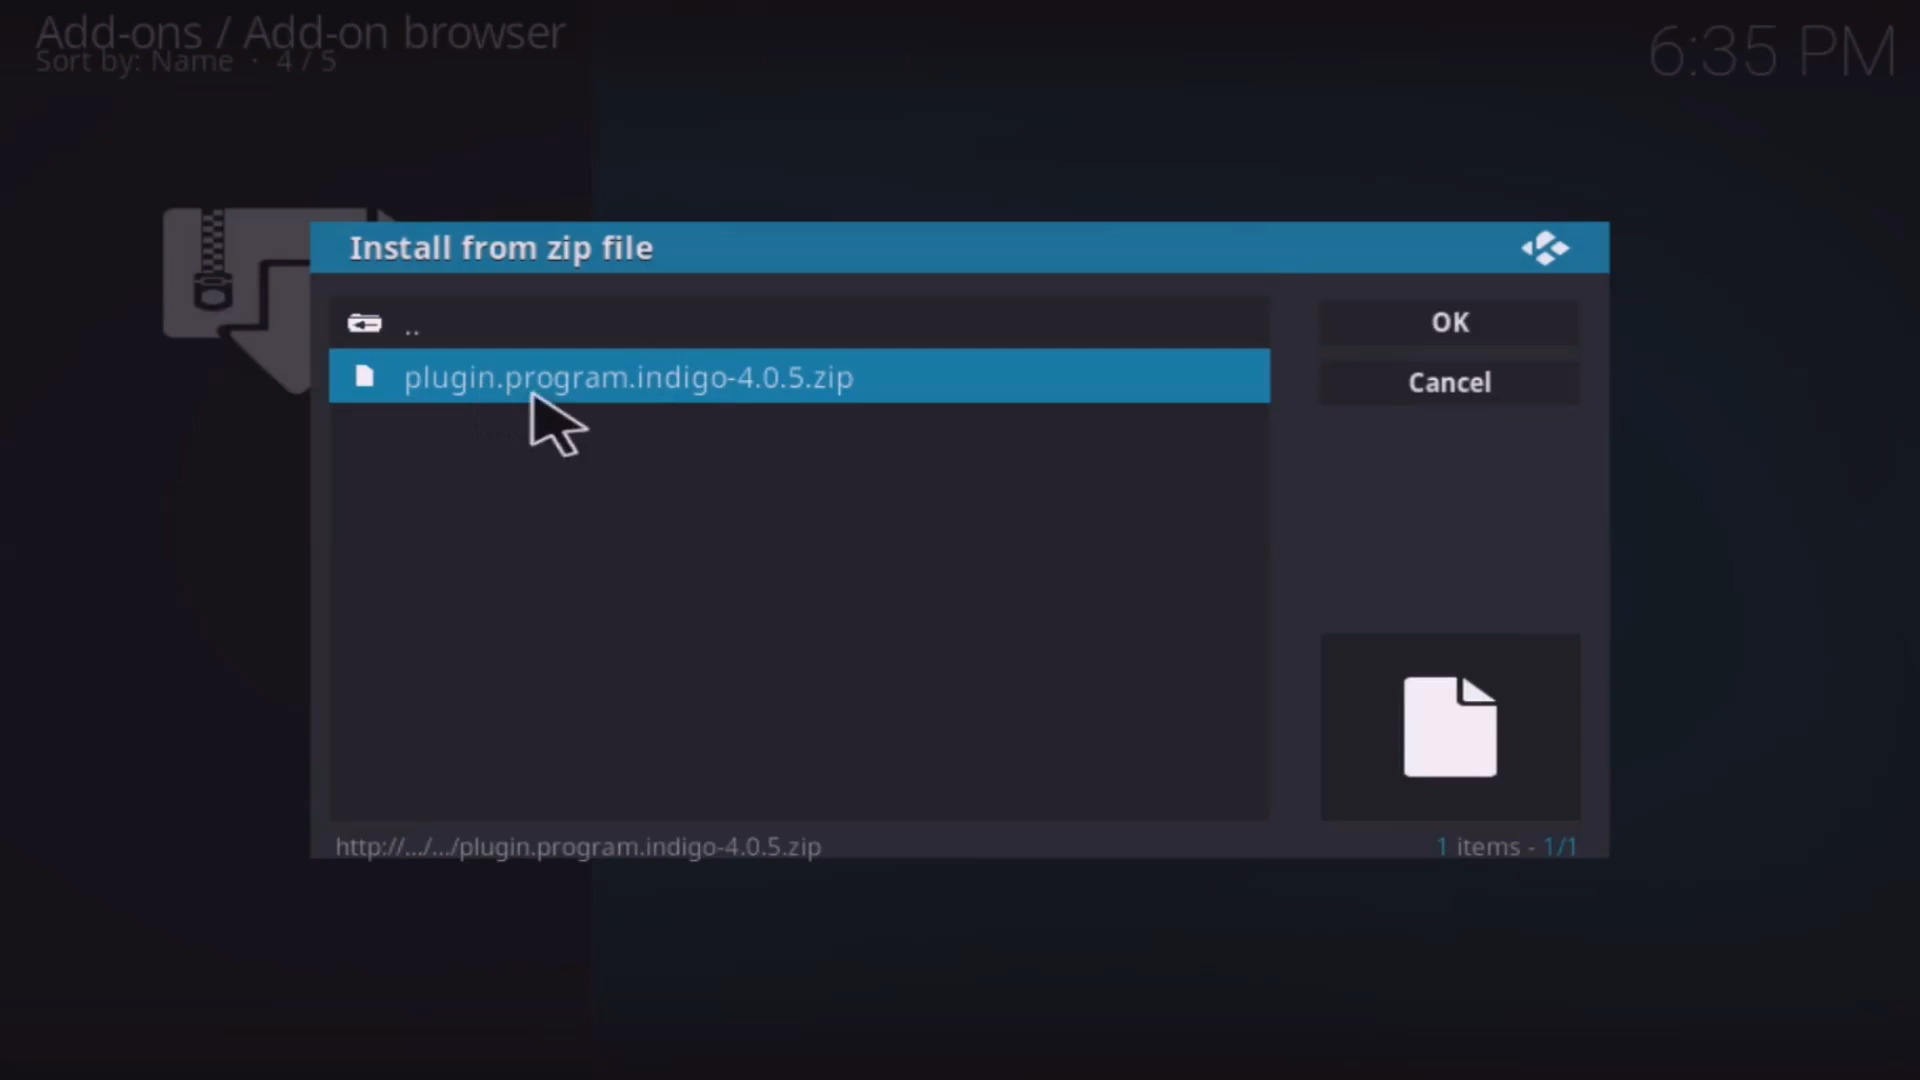 Add-ons / Add-on browser
Sort by: Name · 4 / 5
6:35 PM
Install from zip file
..
plugin.program.indigo-4.0.5.zip
OK
Cancel
http://.../.../plugin.program.indigo-4.0.5.zip
1 items - 1/1